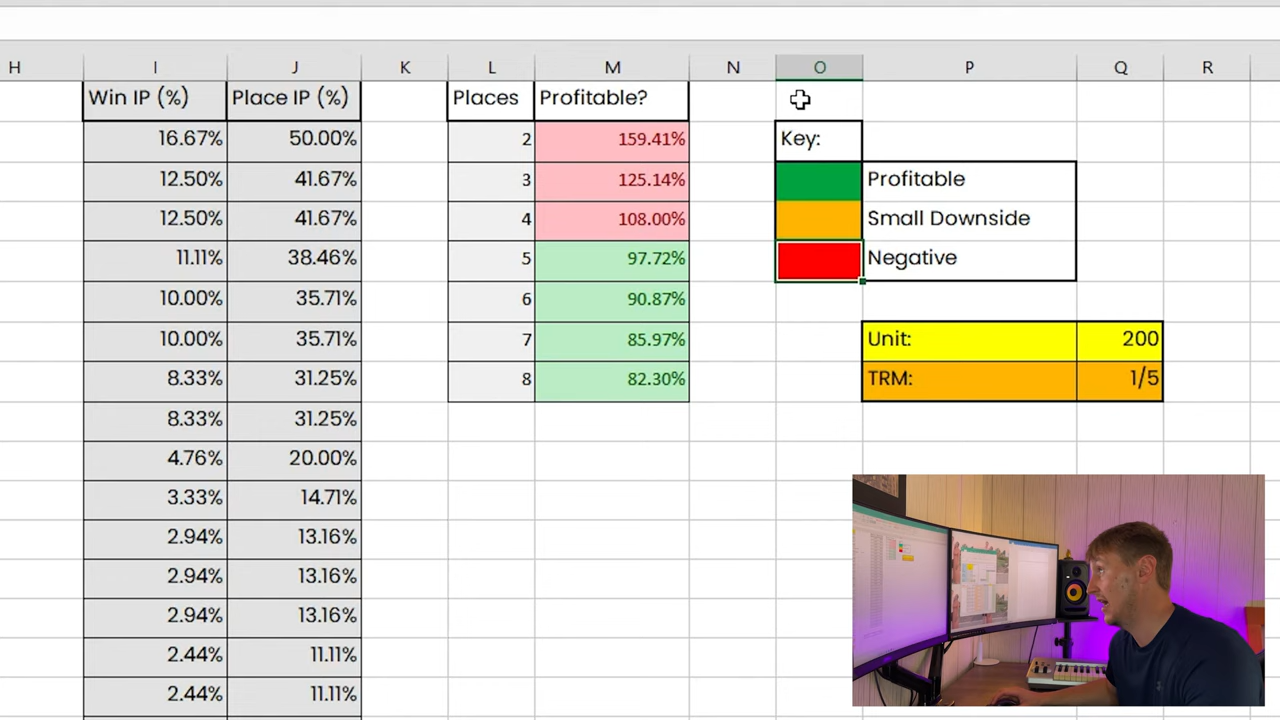 H I J K L M N O P Q R
Win IP (%) Place IP (%) Places Profitable?
16.67% 50.00% 2 159.41% Key:
12.50% 41.67% 3 125.14% Profitable
12.50% 41.67% 4 108.00% Small Downside
11.11% 38.46% 5 97.72% Negative
10.00% 35.71% 6 90.87%
10.00% 35.71% 7 85.97% Unit: 200
8.33% 31.25% 8 82.30% TRM: 1/5
8.33% 31.25%
4.76% 20.00%
3.33% 14.71%
2.94% 13.16%
2.94% 13.16%
2.94% 13.16%
2.44% 11.11%
2.44% 11.11%